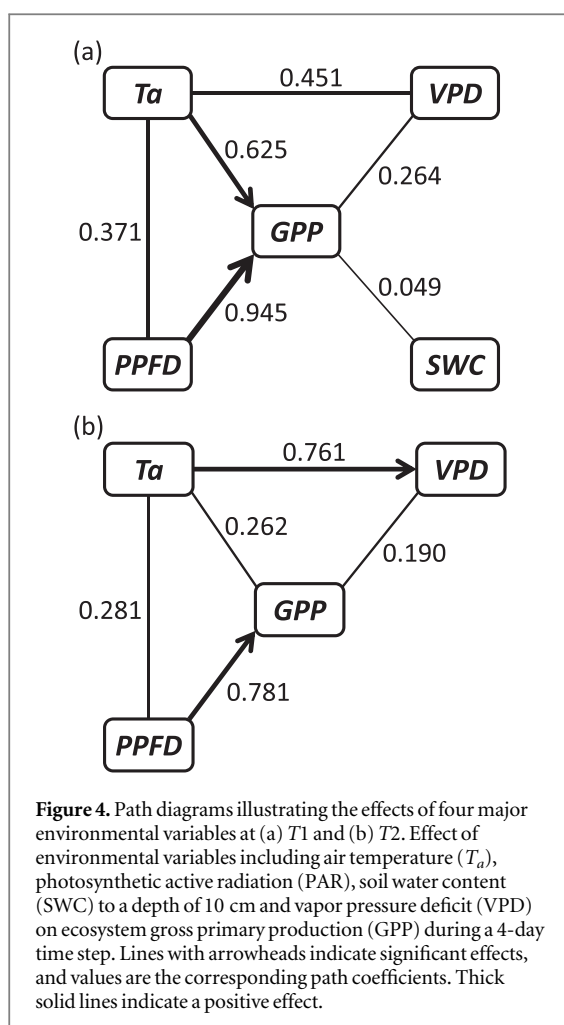 (a)
Ta
0.451
VPD
0.625
0.264
0.371
GPP
0.945
0.049
PPFD
SWC
(b)
Ta
0.761
VPD
0.262
0.190
0.281
GPP
0.781
PPFD
Figure 4. Path diagrams illustrating the effects of four major
environmental variables at (a) T1 and (b) T2. Effect of
environmental variables including air temperature (Ta),
photosynthetic active radiation (PAR), soil water content
(SWC) to a depth of 10 cm and vapor pressure deficit (VPD)
on ecosystem gross primary production (GPP) during a 4-day
time step. Lines with arrowheads indicate significant effects,
and values are the corresponding path coefficients. Thick
solid lines indicate a positive effect.